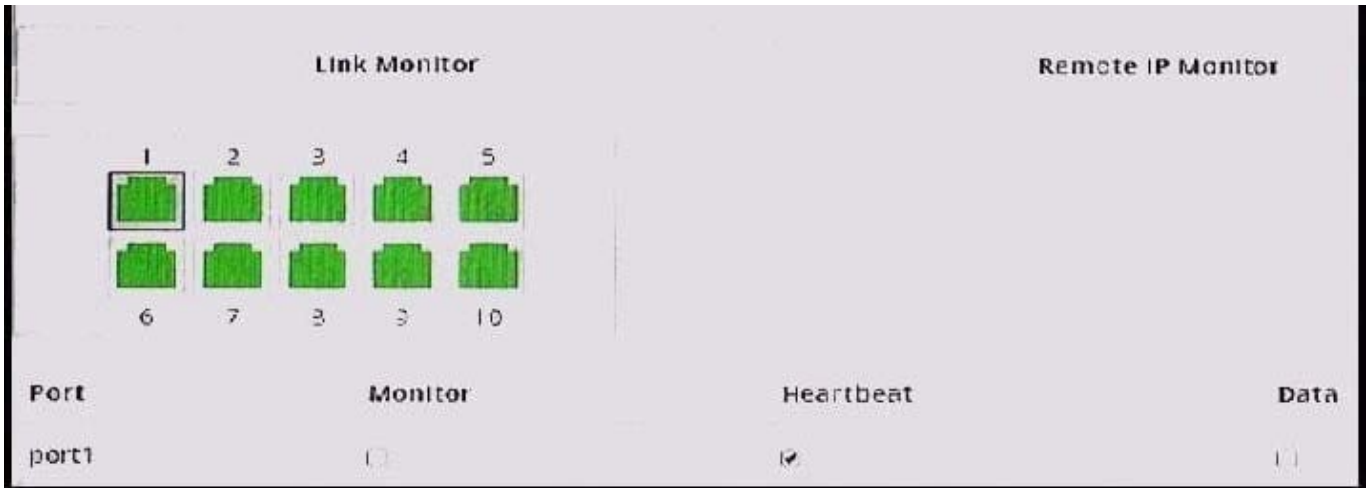 Link Monitor
Remote IP Monitor
1 2 3 4 5
6 7 8 9 10
Port Monitor Heartbeat Data
port1